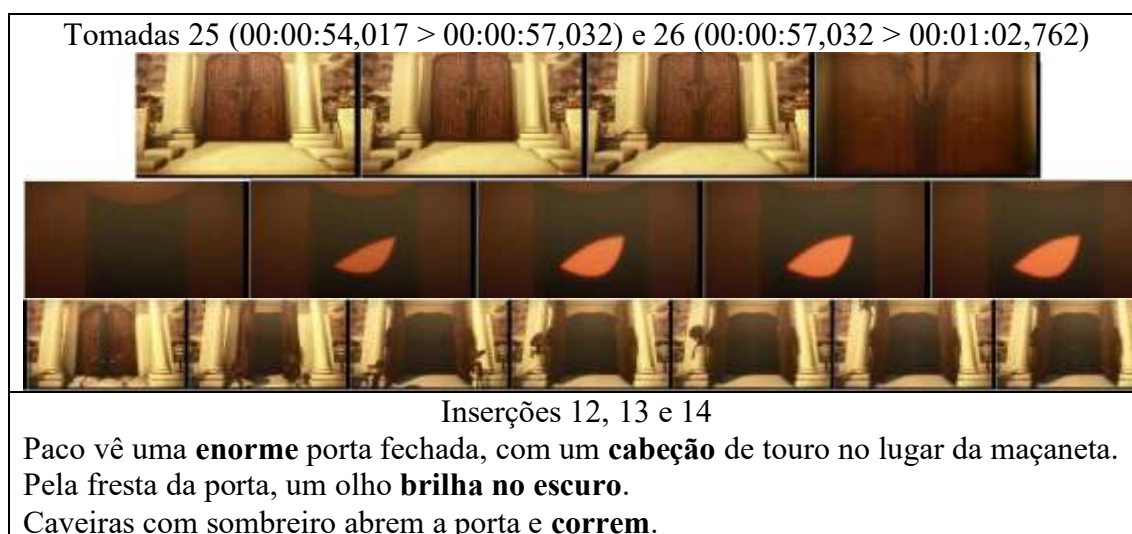 Tomadas 25 (00:00:54,017 > 00:00:57,032) e 26 (00:00:57,032 > 00:01:02,762)
Inserções 12, 13 e 14
Paco vê uma enorme porta fechada, com um cabeção de touro no lugar da maçaneta.
Pela fresta da porta, um olho brilha no escuro.
Caveiras com sombreiro abrem a porta e correm.